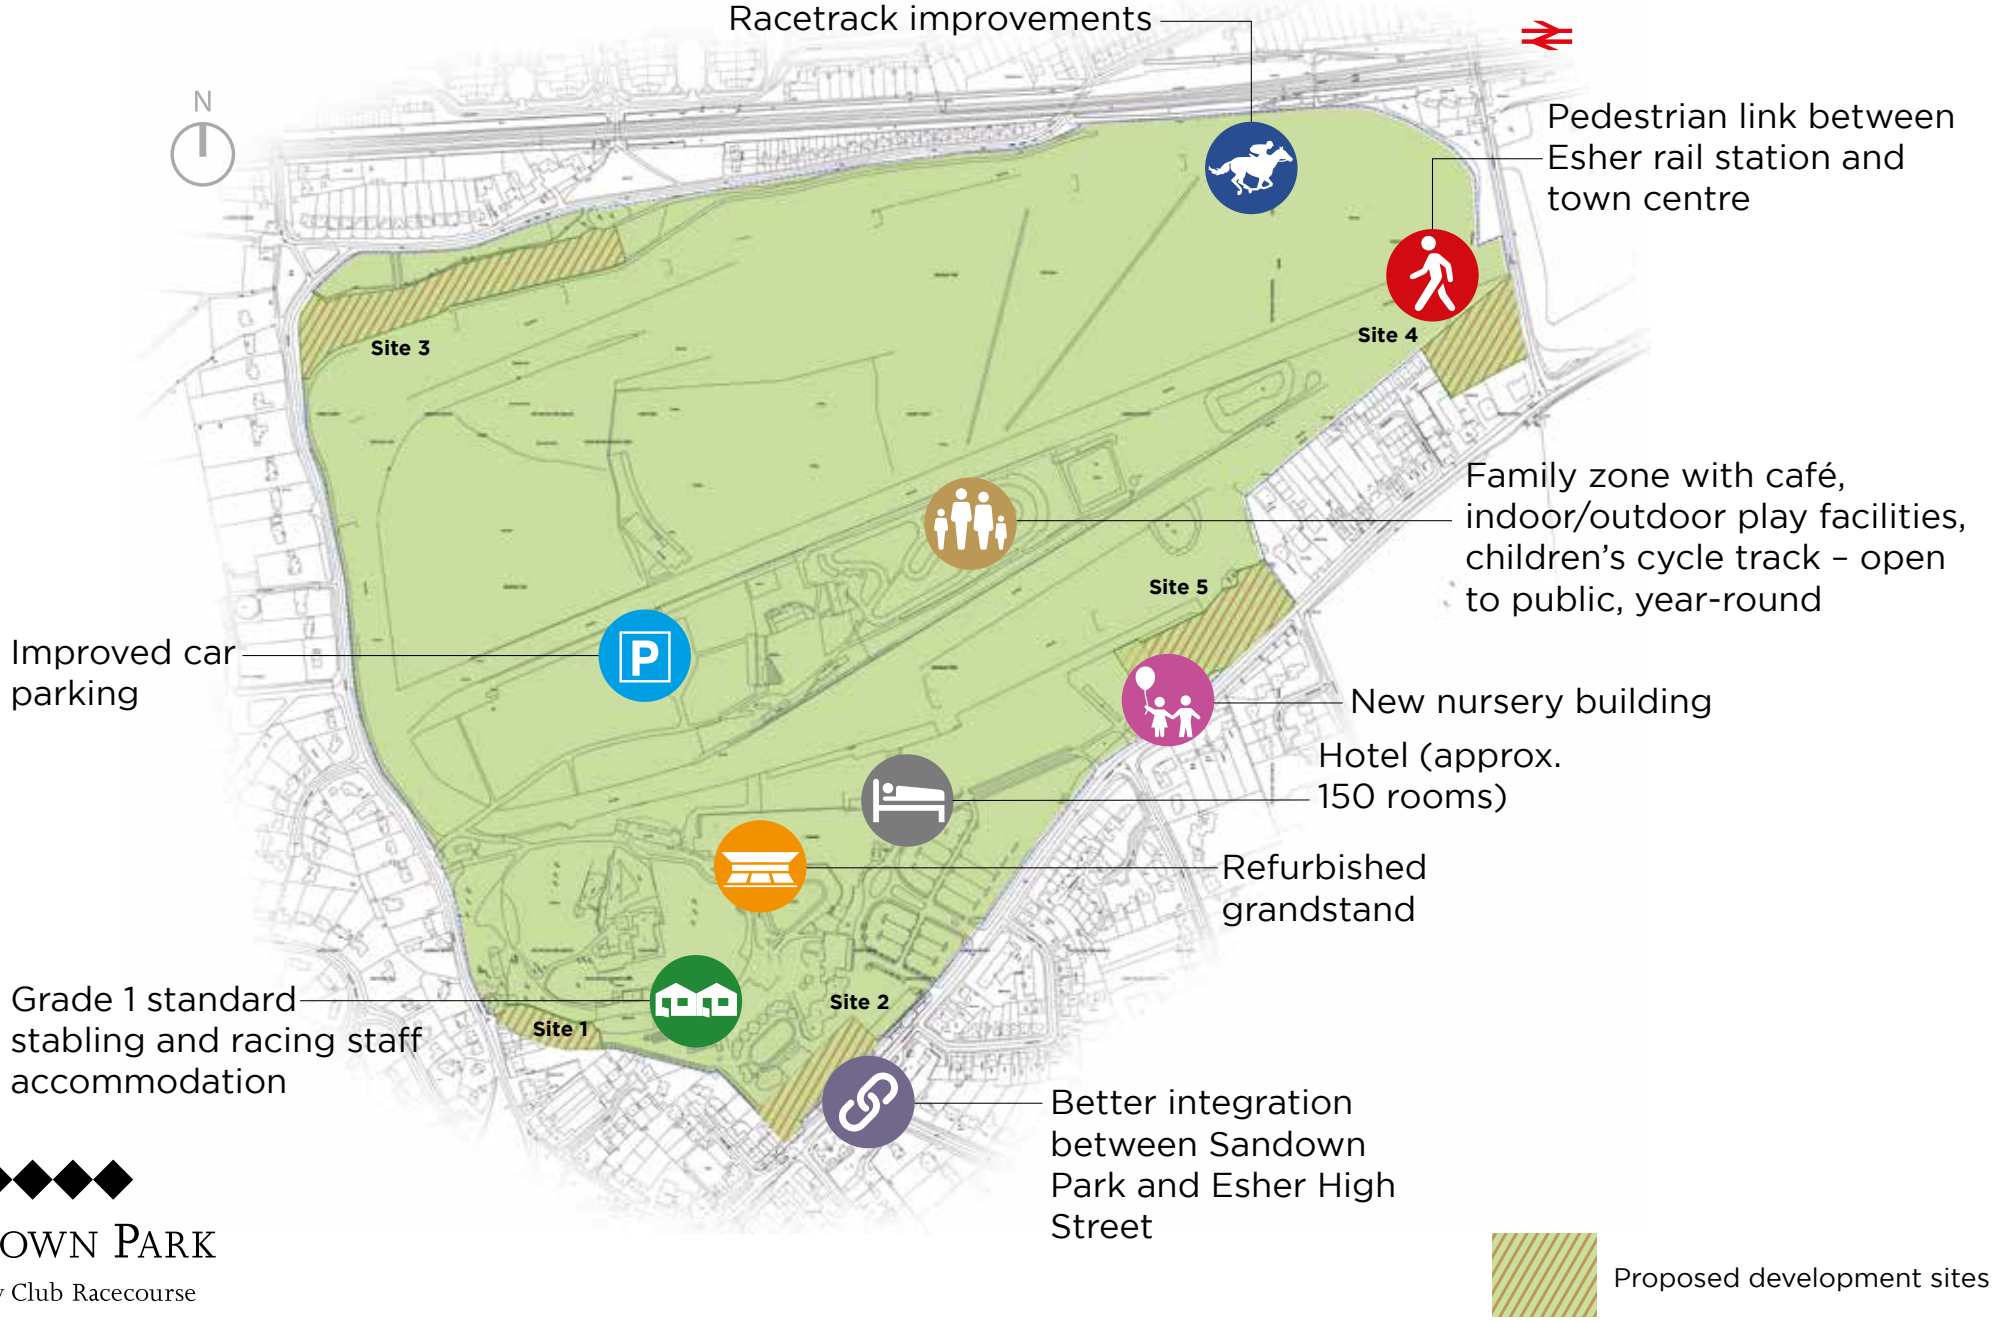 Racetrack improvements
N
Pedestrian link between
Esher rail station and
town centre
Site 3
Site 4
Family zone with café,
indoor/outdoor play facilities,
children’s cycle track – open
to public, year-round
Site 5
Improved car
parking
P
New nursery building
Hotel (approx.
150 rooms)
Refurbished
grandstand
Grade 1 standard
stabling and racing staff
accommodation
Site 2
Site 1
Better integration
between Sandown
Park and Esher High
Street
OWN PARK
Club Racecourse
Proposed development sites